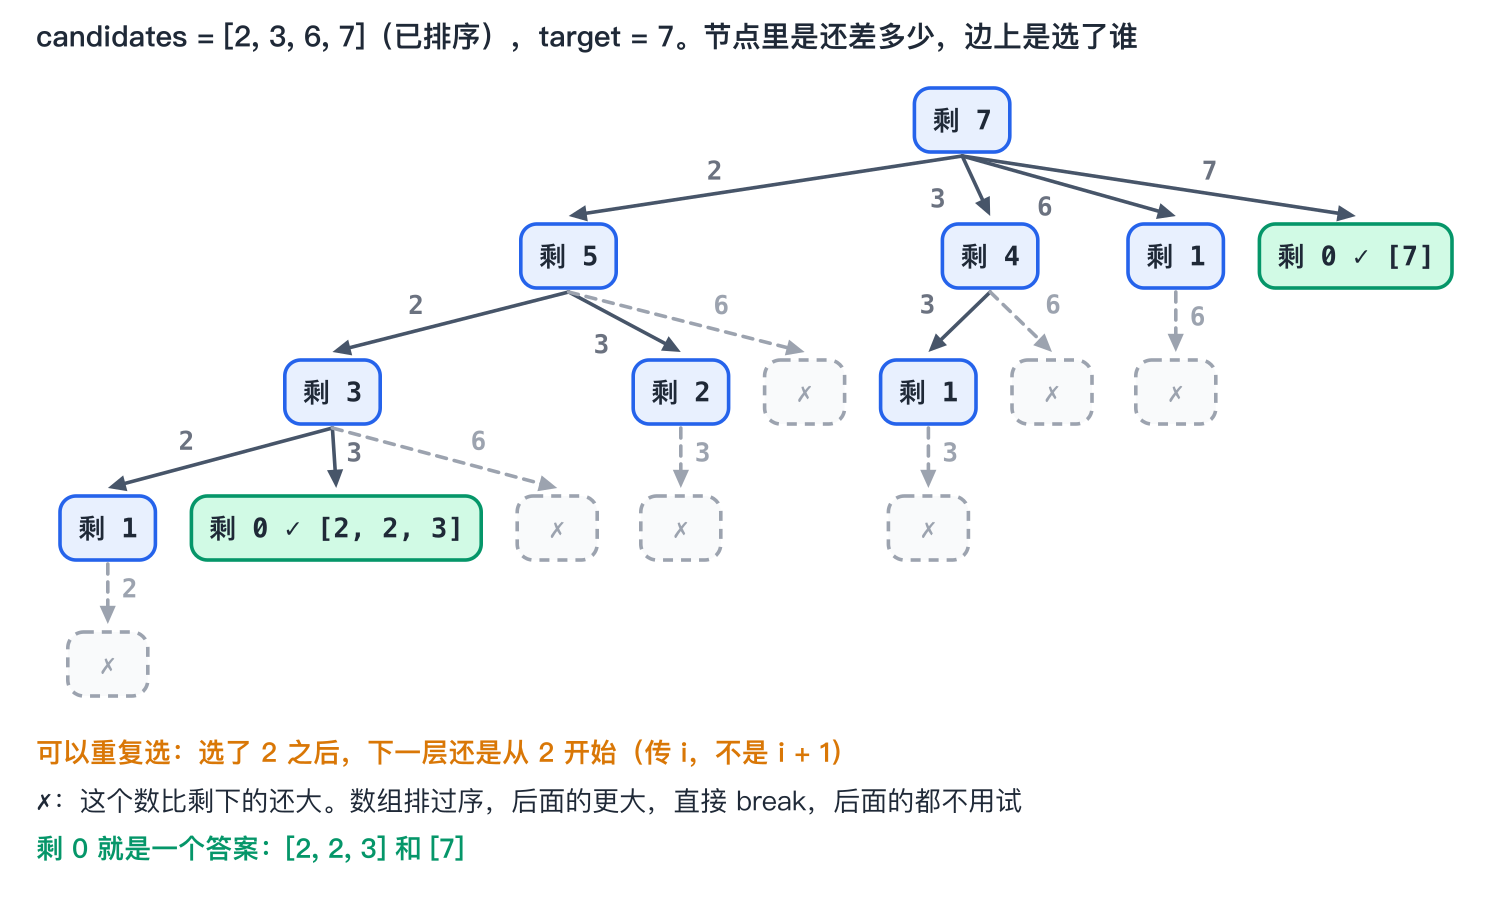 candidates = [2, 3, 6, 7]（已排序），target = 7。节点里是还差多少，边上是选了谁
剩 7
2 3 6 7
剩 5 剩 4 剩 1 剩 0 ✓ [7]
2 3 6 3 6 6
剩 3 剩 2 ✗ 剩 1 ✗ ✗
2 3 6 3 3
剩 1 剩 0 ✓ [2, 2, 3] ✗ ✗ ✗
2
✗
可以重复选：选了 2 之后，下一层还是从 2 开始（传 i，不是 i + 1）
✗：这个数比剩下的还大。数组排过序，后面的更大，直接 break，后面的都不用试
剩 0 就是一个答案：[2, 2, 3] 和 [7]